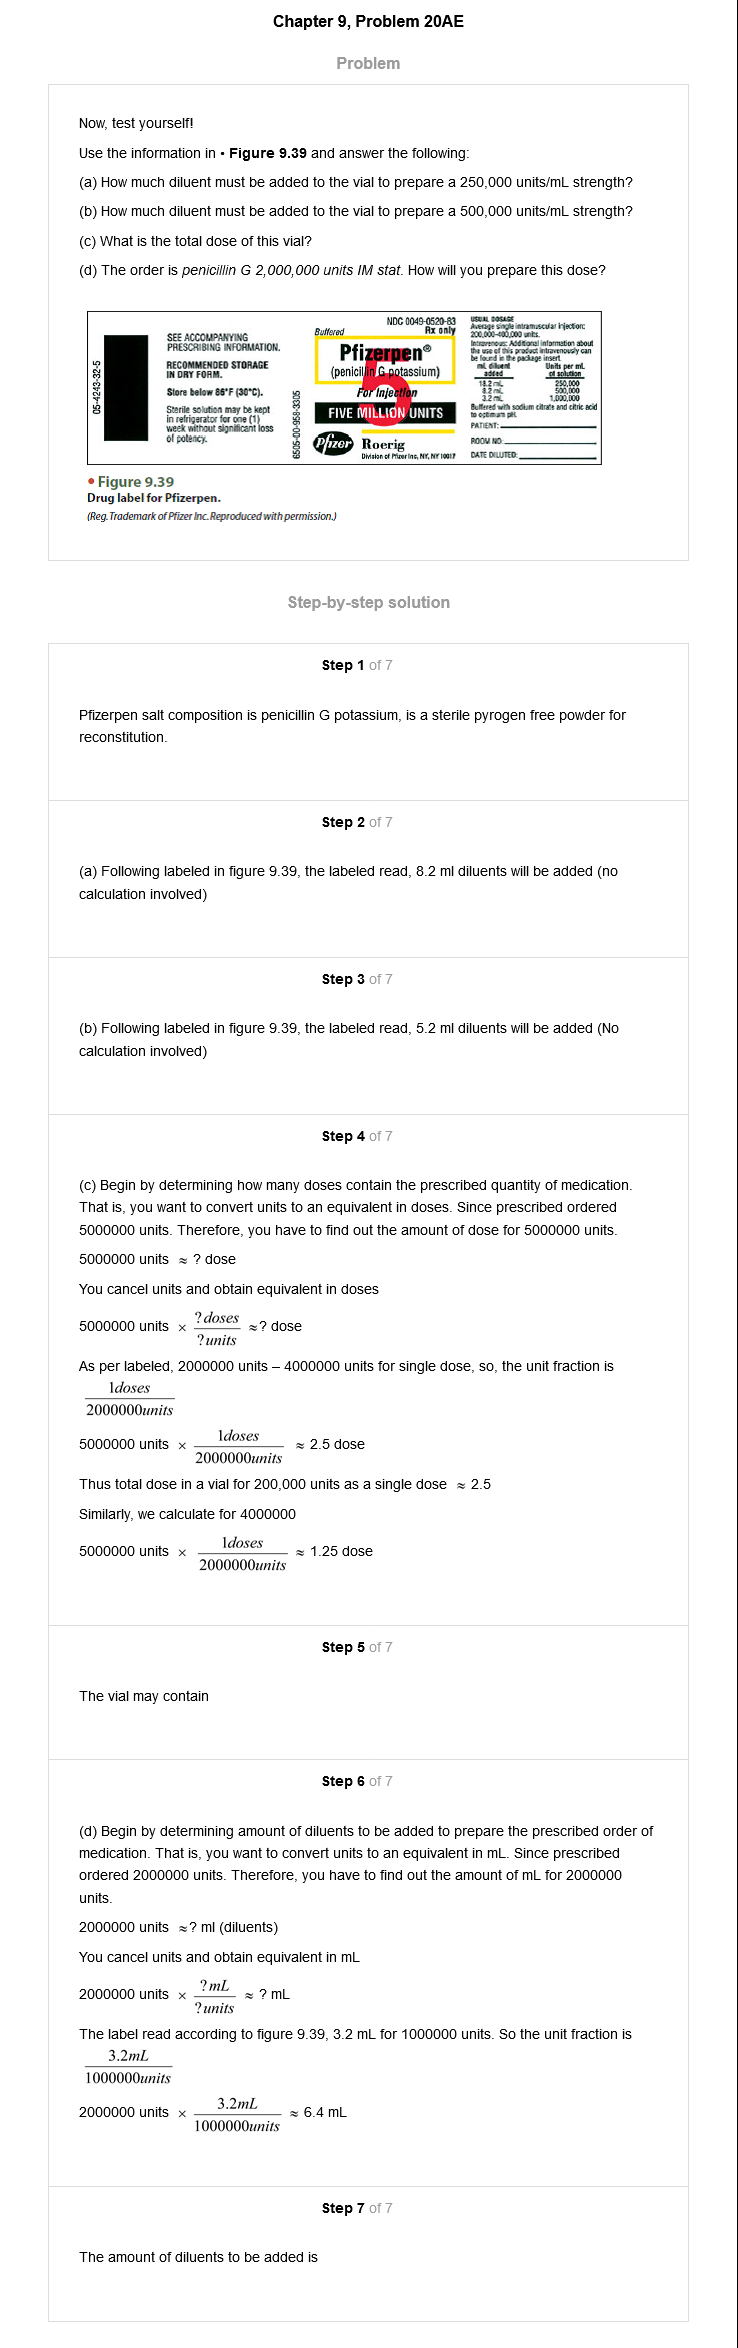 Chapter 9, Problem 20AE
Problem
Now, test yourself!
Use the information in • Figure 9.39 and answer the following:
(a) How much diluent must be added to the vial to prepare a 250,000 units/mL strength?
(b) How much diluent must be added to the vial to prepare a 500,000 units/mL strength?
(c) What is the total dose of this vial?
(d) The order is penicillin G 2,000,000 units IM stat. How will you prepare this dose?
05-4243-32-5
SEE ACCOMPANYING
PRESCRIBING INFORMATION.
RECOMMENDED STORAGE
IN DRY FORM.
Store below 86°F (30°C).
Sterile solution may be kept
in refrigerator for one (1)
week without significant loss
of potency.
6505-00-958-3305
NDC 0049-0520-83
Buffered Rx only
Pfizerpen®
(penicillin G potassium)
5
For Injection
FIVE MILLION UNITS
Pfizer Roerig
Division of Pfizer Inc, NY, NY 10017
USUAL DOSAGE
Average single intramuscular injection:
200,000-400,000 units.
Intravenous: Additional information about
the use of this product intravenously can
be found in the package insert.
mL diluent added Units per mL of solution
18.2 mL 250,000
8.2 mL 500,000
3.2 mL 1,000,000
Buffered with sodium citrate and citric acid
to optimum pH.
PATIENT:
ROOM NO:
DATE DILUTED:
• Figure 9.39
Drug label for Pfizerpen.
(Reg. Trademark of Pfizer Inc. Reproduced with permission.)
Step-by-step solution
Step 1 of 7
Pfizerpen salt composition is penicillin G potassium, is a sterile pyrogen free powder for
reconstitution.
Step 2 of 7
(a) Following labeled in figure 9.39, the labeled read, 8.2 ml diluents will be added (no
calculation involved)
Step 3 of 7
(b) Following labeled in figure 9.39, the labeled read, 5.2 ml diluents will be added (No
calculation involved)
Step 4 of 7
(c) Begin by determining how many doses contain the prescribed quantity of medication.
That is, you want to convert units to an equivalent in doses. Since prescribed ordered
5000000 units. Therefore, you have to find out the amount of dose for 5000000 units.
5000000 units ≈ ? dose
You cancel units and obtain equivalent in doses
5000000 units × ?doses / ?units ≈? dose
As per labeled, 2000000 units – 4000000 units for single dose, so, the unit fraction is
1doses / 2000000units
5000000 units × 1doses / 2000000units ≈ 2.5 dose
Thus total dose in a vial for 200,000 units as a single dose ≈ 2.5
Similarly, we calculate for 4000000
5000000 units × 1doses / 2000000units ≈ 1.25 dose
Step 5 of 7
The vial may contain
Step 6 of 7
(d) Begin by determining amount of diluents to be added to prepare the prescribed order of
medication. That is, you want to convert units to an equivalent in mL. Since prescribed
ordered 2000000 units. Therefore, you have to find out the amount of mL for 2000000
units.
2000000 units ≈? ml (diluents)
You cancel units and obtain equivalent in mL
2000000 units × ?mL / ?units ≈ ? mL
The label read according to figure 9.39, 3.2 mL for 1000000 units. So the unit fraction is
3.2mL / 1000000units
2000000 units × 3.2mL / 1000000units ≈ 6.4 mL
Step 7 of 7
The amount of diluents to be added is